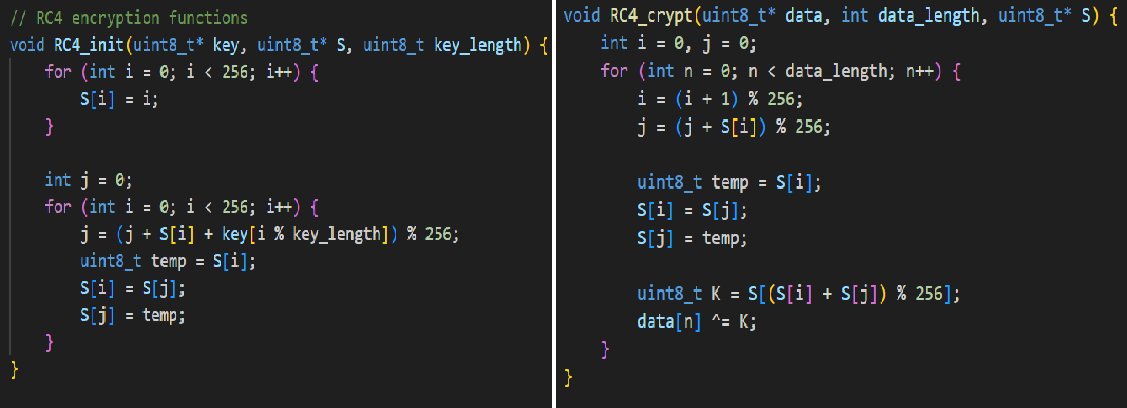 // RC4 encryption functions
void RC4_init(uint8_t* key, uint8_t* S, uint8_t key_length) {
    for (int i = 0; i < 256; i++) {
        S[i] = i;
    }

    int j = 0;
    for (int i = 0; i < 256; i++) {
        j = (j + S[i] + key[i % key_length]) % 256;
        uint8_t temp = S[i];
        S[i] = S[j];
        S[j] = temp;
    }
}
void RC4_crypt(uint8_t* data, int data_length, uint8_t* S) {
    int i = 0, j = 0;
    for (int n = 0; n < data_length; n++) {
        i = (i + 1) % 256;
        j = (j + S[i]) % 256;

        uint8_t temp = S[i];
        S[i] = S[j];
        S[j] = temp;

        uint8_t K = S[(S[i] + S[j]) % 256];
        data[n] ^= K;
    }
}